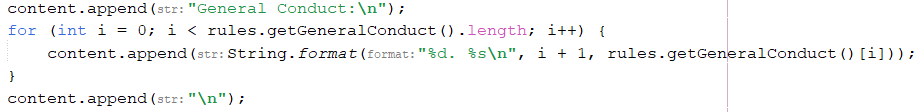 content.append(str: "General Conduct:\n");
for (int i = 0; i < rules.getGeneralConduct().length; i++) {
    content.append(str: String.format(format: "%d. %s\n", i + 1, rules.getGeneralConduct()[i]));
}
content.append(str: "\n");